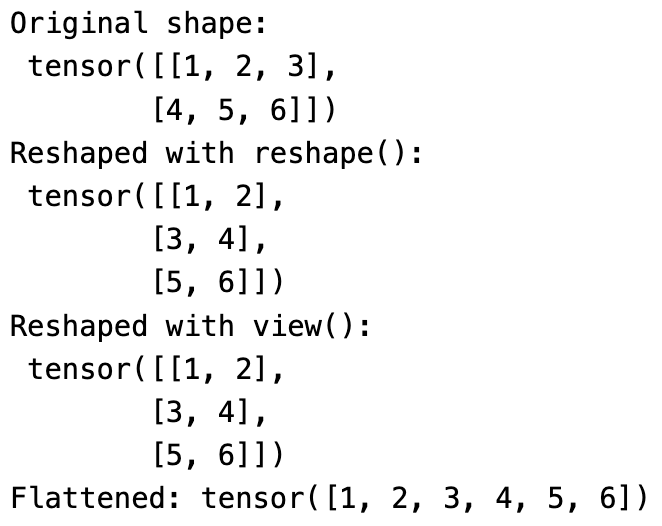 Original shape:
 tensor([[1, 2, 3],
        [4, 5, 6]])
Reshaped with reshape():
 tensor([[1, 2],
        [3, 4],
        [5, 6]])
Reshaped with view():
 tensor([[1, 2],
        [3, 4],
        [5, 6]])
Flattened: tensor([1, 2, 3, 4, 5, 6])